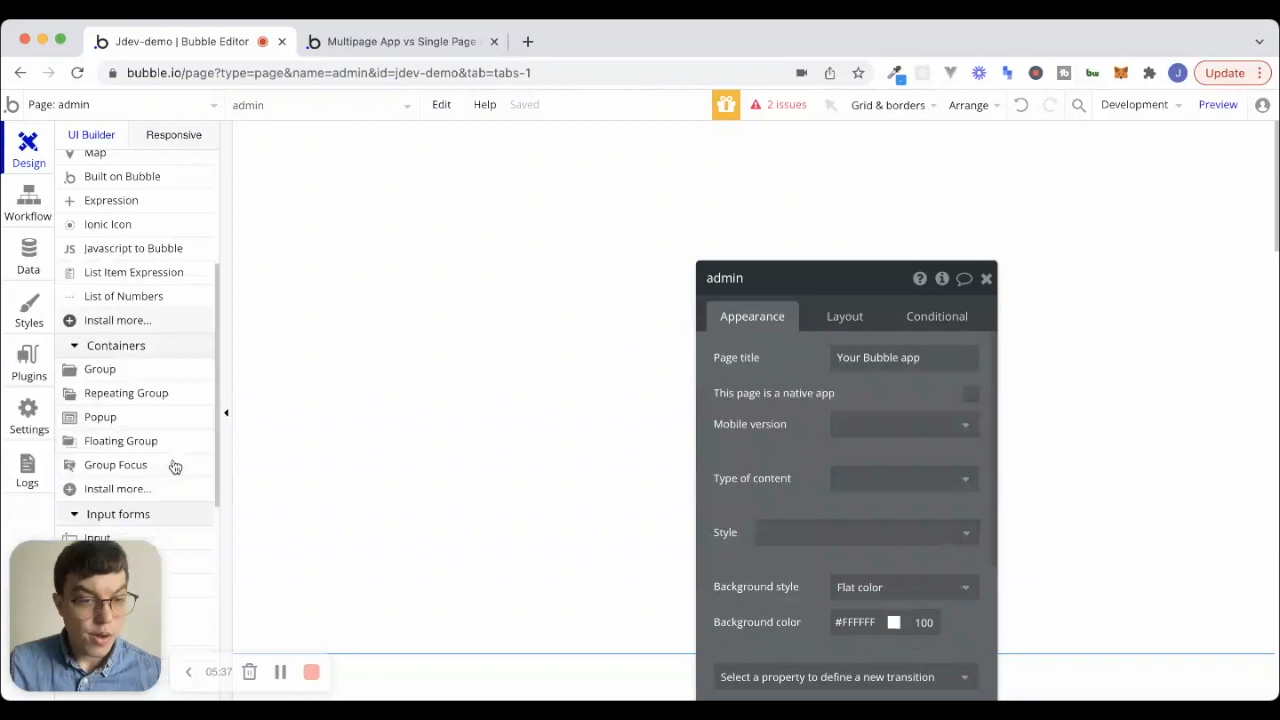 Jdev-demo | Bubble Editor
Multipage App vs Single Page
bubble.io/page?type=page&name=admin&id=jdev-demo&tab=tabs-1
J
Update
Page: admin
admin
Edit
Help
Saved
2 issues
Grid & borders
Arrange
Development
Preview
Design
Workflow
Data
Styles
Plugins
Settings
Logs
UI Builder
Responsive
Map
Built on Bubble
Expression
Ionic Icon
JS Javascript to Bubble
List Item Expression
List of Numbers
Install more...
Containers
Group
Repeating Group
Popup
Floating Group
Group Focus
Install more...
Input forms
Input
05:37
admin
Appearance
Layout
Conditional
Page title
Your Bubble app
This page is a native app
Mobile version
Type of content
Style
Background style
Flat color
Background color
#FFFFFF
100
Select a property to define a new transition